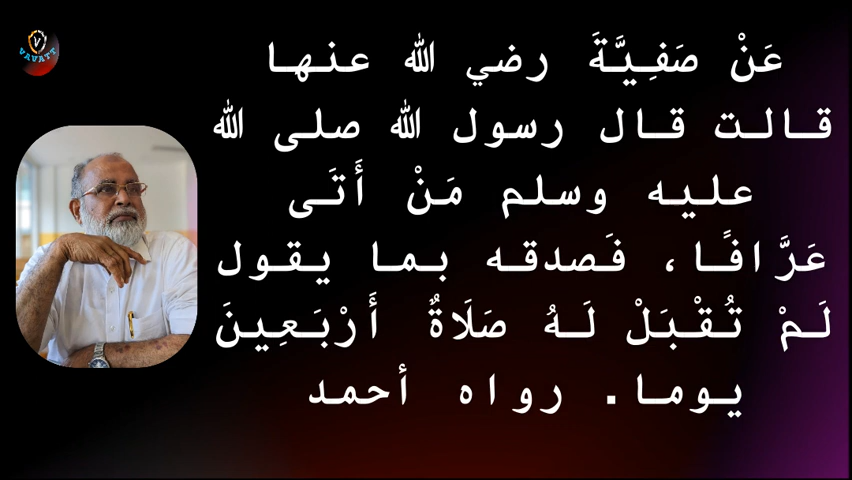 VAVATT
عَنْ صَفِيَّةَ رضي الله عنها
قالت قال رسول الله صلى الله
عليه وسلم مَنْ أَتَى
عَرَّافًا، فَصدقه بما يقول
لَمْ تُقْبَلْ لَهُ صَلَاةٌ أَرْبَعِينَ
يوما. رواه أحمد